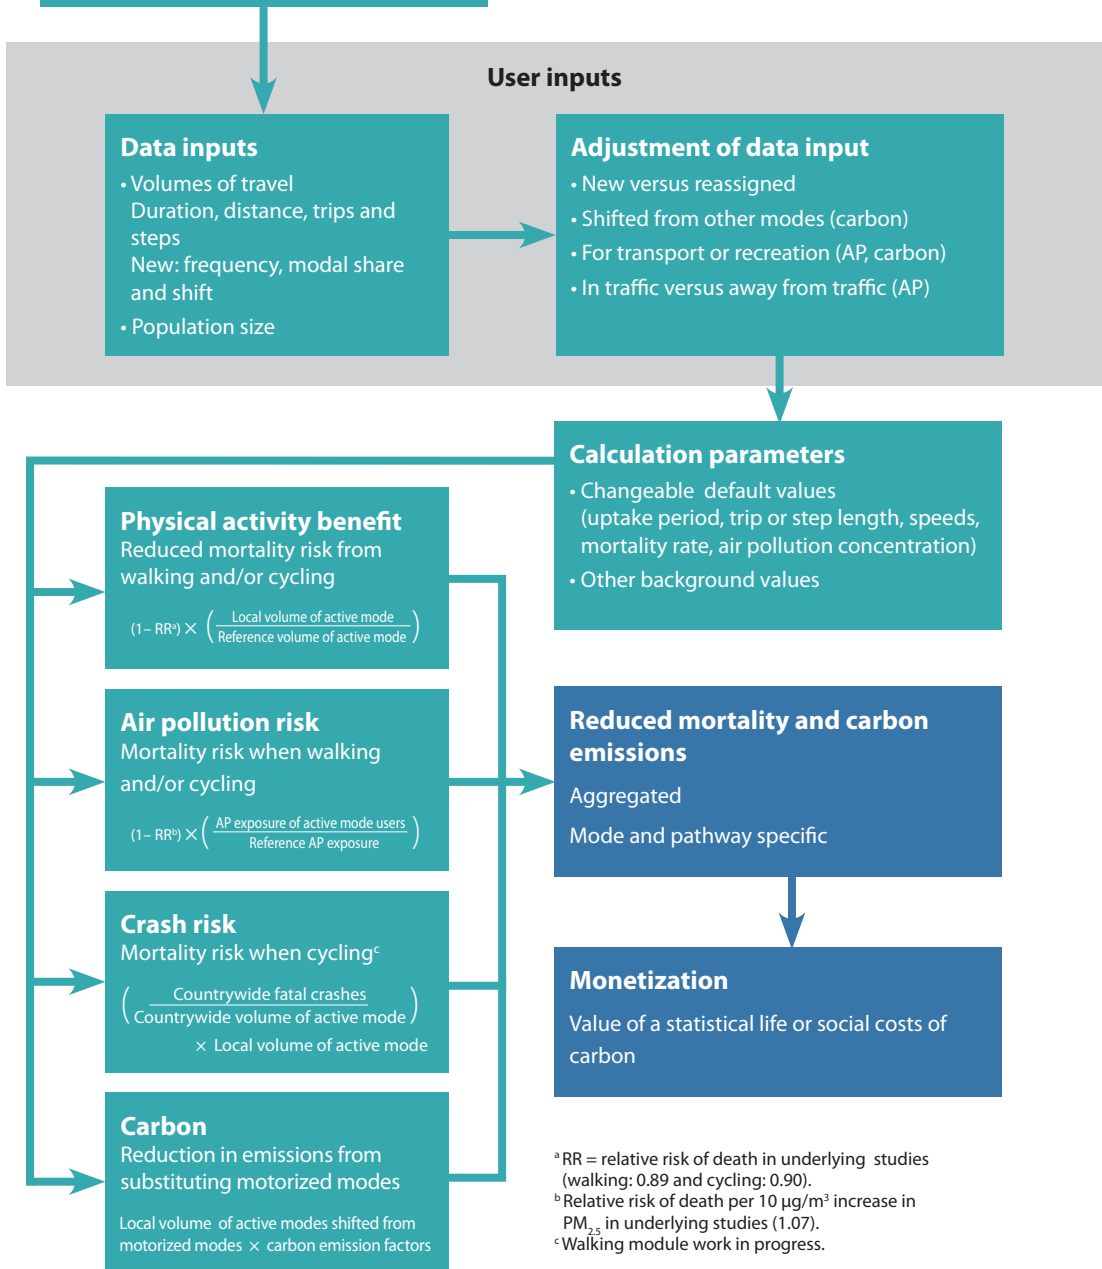 User inputs
Data inputs
• Volumes of travel
Duration, distance, trips and
steps
New: frequency, modal share
and shift
• Population size
Adjustment of data input
• New versus reassigned
• Shifted from other modes (carbon)
• For transport or recreation (AP, carbon)
• In traffic versus away from traffic (AP)
Calculation parameters
• Changeable default values
(uptake period, trip or step length, speeds,
mortality rate, air pollution concentration)
• Other background values
Physical activity benefit
Reduced mortality risk from
walking and/or cycling
(1– RRᵃ) × ( Local volume of active mode
Reference volume of active mode )
Air pollution risk
Mortality risk when walking
and/or cycling
(1– RRᵇ) × ( AP exposure of active mode users
Reference AP exposure )
Crash risk
Mortality risk when cyclingᶜ
( Countrywide fatal crashes
Countrywide volume of active mode )
× Local volume of active mode
Carbon
Reduction in emissions from
substituting motorized modes
Local volume of active modes shifted from
motorized modes × carbon emission factors
Reduced mortality and carbon
emissions
Aggregated
Mode and pathway specific
Monetization
Value of a statistical life or social costs of
carbon
ᵃ RR = relative risk of death in underlying studies
(walking: 0.89 and cycling: 0.90).
ᵇ Relative risk of death per 10 µg/m³ increase in
PM₂.₅ in underlying studies (1.07).
ᶜ Walking module work in progress.